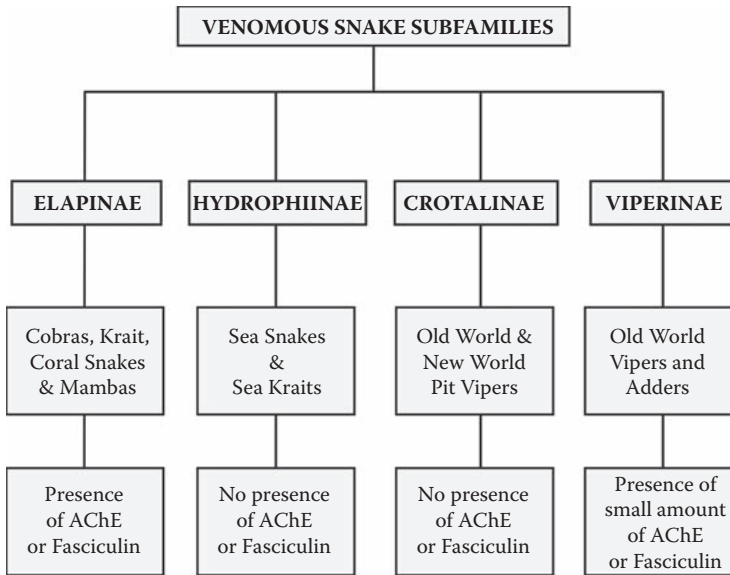 VENOMOUS SNAKE SUBFAMILIES
ELAPINAE
HYDROPHIINAE
CROTALINAE
VIPERINAE
Cobras, Krait,
Coral Snakes
& Mambas
Sea Snakes
&
Sea Kraits
Old World &
New World
Pit Vipers
Old World
Vipers and
Adders
Presence
of AChE
or Fasciculin
No presence
of AChE
or Fasciculin
No presence
of AChE
or Fasciculin
Presence of
small amount
of AChE
or Fasciculin